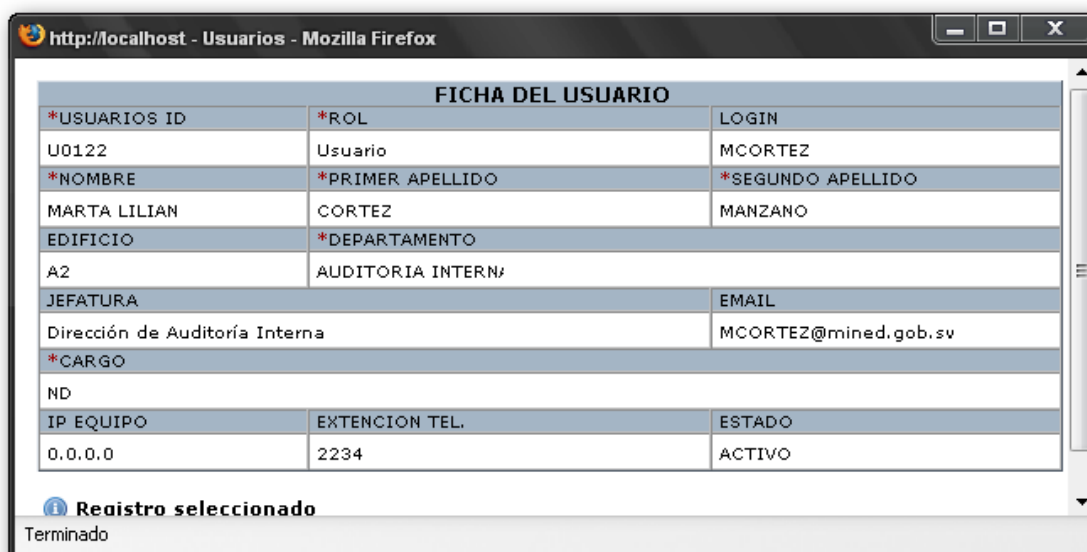 http://localhost - Usuarios - Mozilla Firefox
FICHA DEL USUARIO
*USUARIOS ID *ROL LOGIN
U0122 Usuario MCORTEZ
*NOMBRE *PRIMER APELLIDO *SEGUNDO APELLIDO
MARTA LILIAN CORTEZ MANZANO
EDIFICIO *DEPARTAMENTO
A2 AUDITORIA INTERNA
JEFATURA EMAIL
Dirección de Auditoría Interna MCORTEZ@mined.gob.sv
*CARGO
ND
IP EQUIPO EXTENCION TEL. ESTADO
0.0.0.0 2234 ACTIVO
Registro seleccionado
Terminado